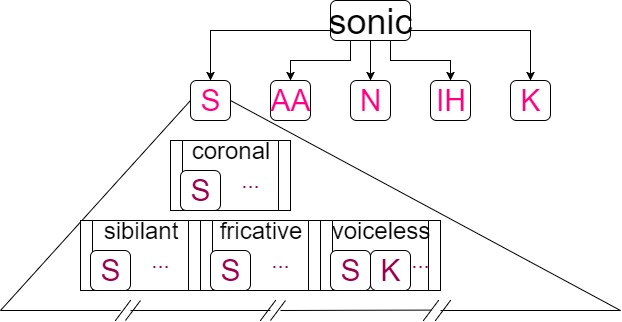 sonic
S AA N IH K
coronal
S ...
sibilant fricative voiceless
S ... S ... S K ...